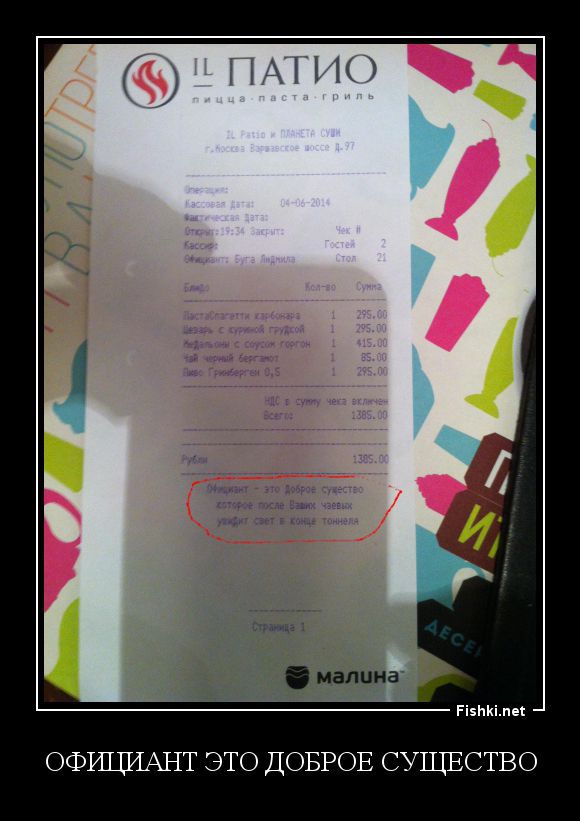 IL ПАТИО
пицца · паста · гриль
IL Patio и ПЛАНЕТА СУШИ
г.Москва Варшавское шоссе д.97
Операция:
Кассовая дата: 04-06-2014
Фактическая дата:
Открыт:19:34 Закрыт: Чек #
Кассир: Гостей 2
Официант: Буга Людмила Стол 21
Блюдо Кол-во Сумма
ПастаСпагетти карбонара 1 295.00
Цезарь с куриной грудкой 1 295.00
Медальони с соусом горгон 1 415.00
Чай черный бергамот 1 85.00
Пиво Гринберген 0,5 1 295.00
НДС в сумму чека включен
Всего: 1385.00
Рубли 1385.00
Официант - это доброе существо
которое после Ваших чаевых
увидит свет в конце тоннеля
Страница 1
малина™
ДЕСЕ
Fishki.net
ОФИЦИАНТ ЭТО ДОБРОЕ СУЩЕСТВО